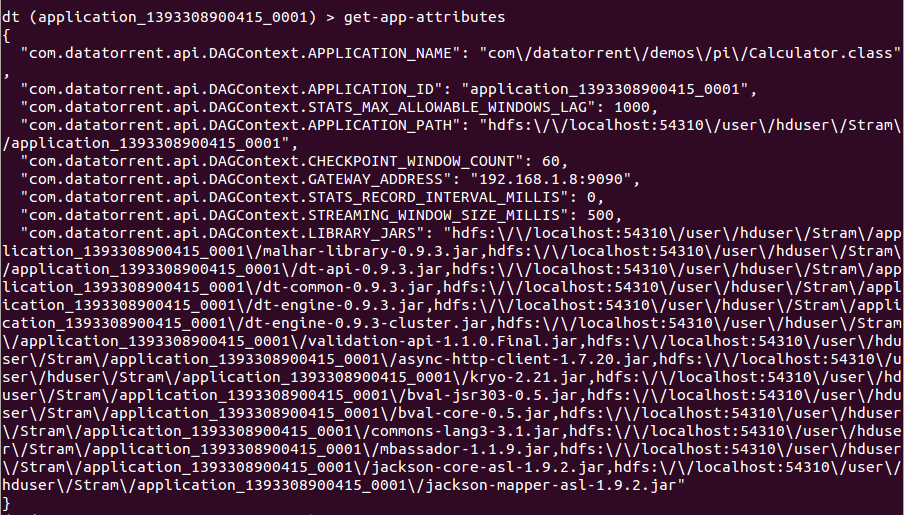 dt (application_1393308900415_0001) > get-app-attributes
{
  "com.datatorrent.api.DAGContext.APPLICATION_NAME": "com\/datatorrent\/demos\/pi\/Calculator.class"
,
  "com.datatorrent.api.DAGContext.APPLICATION_ID": "application_1393308900415_0001",
  "com.datatorrent.api.DAGContext.STATS_MAX_ALLOWABLE_WINDOWS_LAG": 1000,
  "com.datatorrent.api.DAGContext.APPLICATION_PATH": "hdfs:\/\/localhost:54310\/user\/hduser\/Stram\
/application_1393308900415_0001",
  "com.datatorrent.api.DAGContext.CHECKPOINT_WINDOW_COUNT": 60,
  "com.datatorrent.api.DAGContext.GATEWAY_ADDRESS": "192.168.1.8:9090",
  "com.datatorrent.api.DAGContext.STATS_RECORD_INTERVAL_MILLIS": 0,
  "com.datatorrent.api.DAGContext.STREAMING_WINDOW_SIZE_MILLIS": 500,
  "com.datatorrent.api.DAGContext.LIBRARY_JARS": "hdfs:\/\/localhost:54310\/user\/hduser\/Stram\/app
lication_1393308900415_0001\/malhar-library-0.9.3.jar,hdfs:\/\/localhost:54310\/user\/hduser\/Stram\
/application_1393308900415_0001\/dt-api-0.9.3.jar,hdfs:\/\/localhost:54310\/user\/hduser\/Stram\/app
lication_1393308900415_0001\/dt-common-0.9.3.jar,hdfs:\/\/localhost:54310\/user\/hduser\/Stram\/appl
ication_1393308900415_0001\/dt-engine-0.9.3.jar,hdfs:\/\/localhost:54310\/user\/hduser\/Stram\/appli
cation_1393308900415_0001\/dt-engine-0.9.3-cluster.jar,hdfs:\/\/localhost:54310\/user\/hduser\/Stram
\/application_1393308900415_0001\/validation-api-1.1.0.Final.jar,hdfs:\/\/localhost:54310\/user\/hdu
ser\/Stram\/application_1393308900415_0001\/async-http-client-1.7.20.jar,hdfs:\/\/localhost:54310\/u
ser\/hduser\/Stram\/application_1393308900415_0001\/kryo-2.21.jar,hdfs:\/\/localhost:54310\/user\/hd
user\/Stram\/application_1393308900415_0001\/bval-jsr303-0.5.jar,hdfs:\/\/localhost:54310\/user\/hdu
ser\/Stram\/application_1393308900415_0001\/bval-core-0.5.jar,hdfs:\/\/localhost:54310\/user\/hduser
\/Stram\/application_1393308900415_0001\/commons-lang3-3.1.jar,hdfs:\/\/localhost:54310\/user\/hduse
r\/Stram\/application_1393308900415_0001\/mbassador-1.1.9.jar,hdfs:\/\/localhost:54310\/user\/hduser
\/Stram\/application_1393308900415_0001\/jackson-core-asl-1.9.2.jar,hdfs:\/\/localhost:54310\/user\/
hduser\/Stram\/application_1393308900415_0001\/jackson-mapper-asl-1.9.2.jar"
}